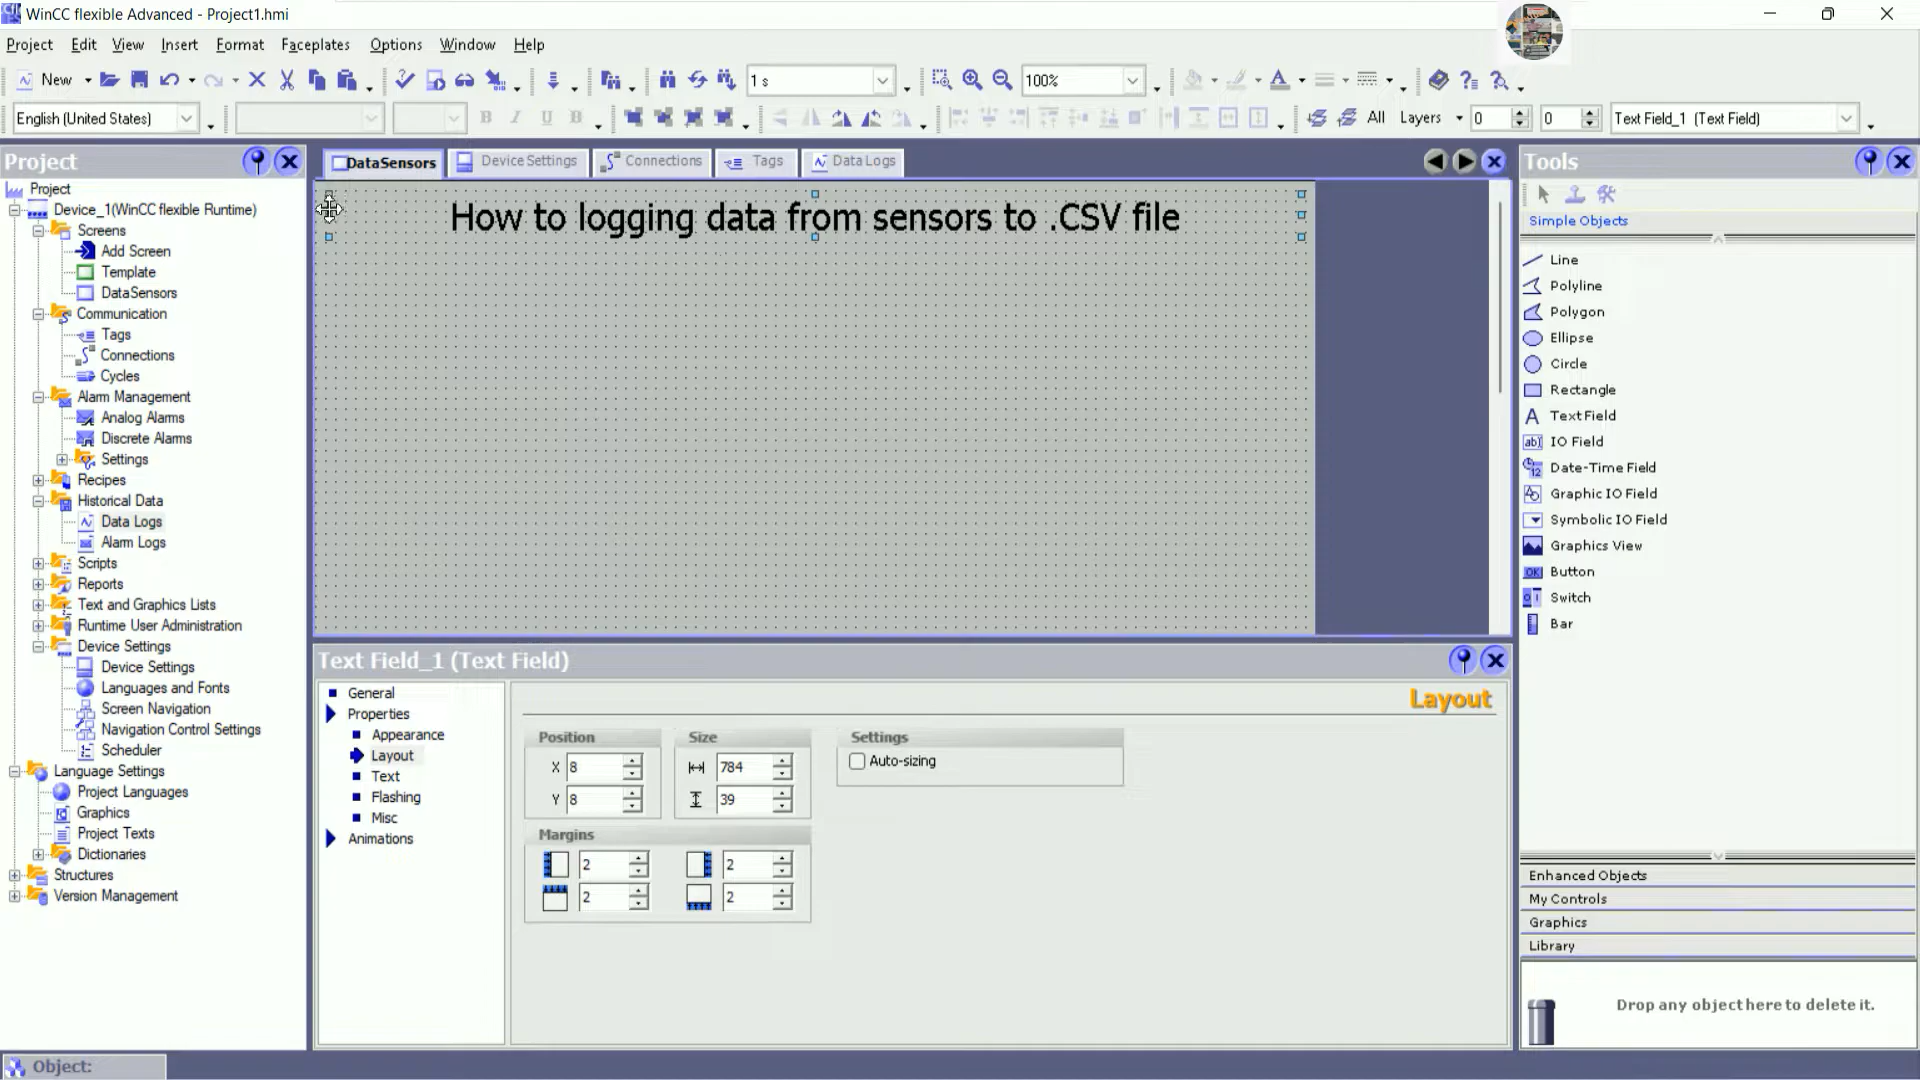 WinCC flexible Advanced - Project1.hmi
Project Edit View Insert Format Faceplates Options Window Help
New 1 s 100%
English (United States) B I U B All Layers 0 0 Text Field_1 (Text Field)
Project
Project
Device_1(WinCC flexible Runtime)
Screens
Add Screen
Template
DataSensors
Communication
Tags
Connections
Cycles
Alarm Management
Analog Alarms
Discrete Alarms
Settings
Recipes
Historical Data
Data Logs
Alarm Logs
Scripts
Reports
Text and Graphics Lists
Runtime User Administration
Device Settings
Device Settings
Languages and Fonts
Screen Navigation
Navigation Control Settings
Scheduler
Language Settings
Project Languages
Graphics
Project Texts
Dictionaries
Structures
Version Management
DataSensors Device Settings Connections Tags Data Logs
How to logging data from sensors to .CSV file
Text Field_1 (Text Field)
General
Properties
Appearance
Layout
Text
Flashing
Misc
Animations
Layout
Position Size Settings
X 8 784 Auto-sizing
Y 8 39
Margins
2 2
2 2
Tools
Simple Objects
Line
Polyline
Polygon
Ellipse
Circle
Rectangle
A TextField
IO Field
Date-Time Field
Graphic IO Field
Symbolic IO Field
Graphics View
OK Button
Switch
Bar
Enhanced Objects
My Controls
Graphics
Library
Drop any object here to delete it.
Object: